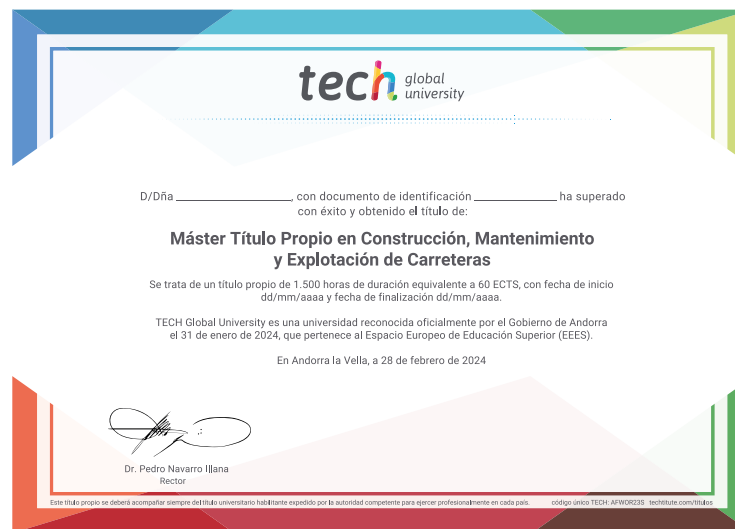 tech global university
D/Dña ______________, con documento de identificación ______________ ha superado
con éxito y obtenido el título de:
Máster Título Propio en Construcción, Mantenimiento
y Explotación de Carreteras
Se trata de un título propio de 1.500 horas de duración equivalente a 60 ECTS, con fecha de inicio
dd/mm/aaaa y fecha de finalización dd/mm/aaaa.
TECH Global University es una universidad reconocida oficialmente por el Gobierno de Andorra
el 31 de enero de 2024, que pertenece al Espacio Europeo de Educación Superior (EEES).
En Andorra la Vella, a 28 de febrero de 2024
Dr. Pedro Navarro Illana
Rector
Este título propio se deberá acompañar siempre del título universitario habilitante expedido por la autoridad competente para ejercer profesionalmente en cada país. código único TECH: AFWOR23S techtitute.com/títulos